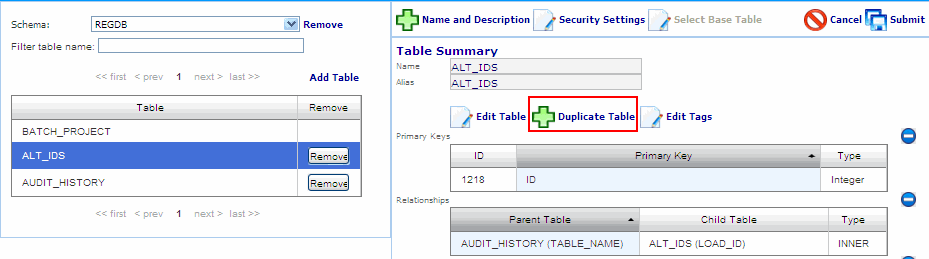 Schema: REGDB Remove
Filter table name:
<< first < prev 1 next > last >>
Add Table
Table Remove
BATCH_PROJECT
ALT_IDS Remove
AUDIT_HISTORY Remove
<< first < prev 1 next > last >>
Name and Description Security Settings Select Base Table Cancel Submit
Table Summary
Name ALT_IDS
Alias ALT_IDS
Edit Table Duplicate Table Edit Tags
Primary Keys
ID Primary Key Type
1218 ID Integer
Relationships
Parent Table Child Table Type
AUDIT_HISTORY (TABLE_NAME) ALT_IDS (LOAD_ID) INNER